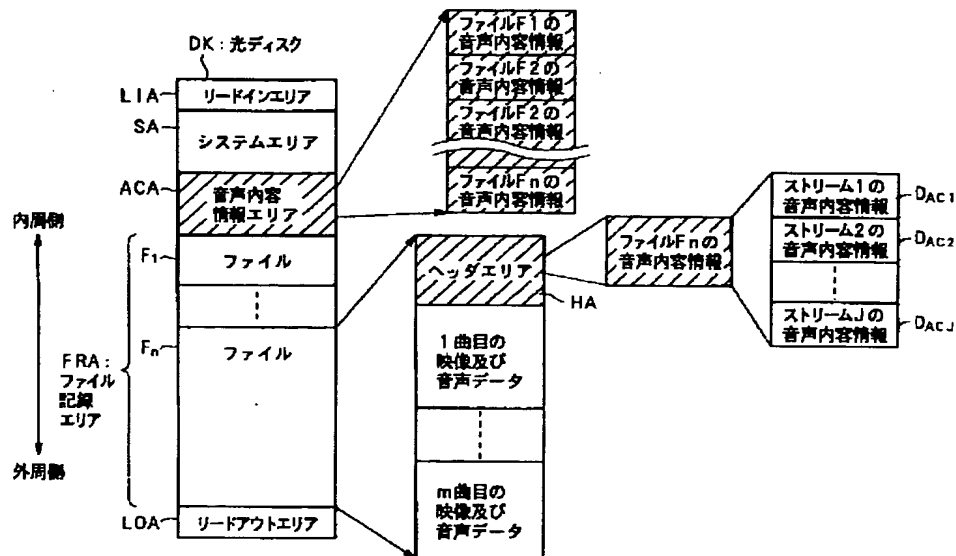 DK:光ディスク
LIA
リードインエリア
SA
システムエリア
ACA
音声内容
情報エリア
内周側
F1
ファイル
Fn
ファイル
FRA:
ファイル
記録
エリア
外周側
LOA
リードアウトエリア
ファイルF1の
音声内容情報
ファイルF2の
音声内容情報
ファイルF2の
音声内容情報
ファイルFnの
音声内容情報
ヘッダエリア
HA
1曲目の
映像及び
音声データ
m曲目の
映像及び
音声データ
ファイルFnの
音声内容情報
ストリーム1の
音声内容情報
DAC1
ストリーム2の
音声内容情報
DAC2
ストリームJの
音声内容情報
DACJ